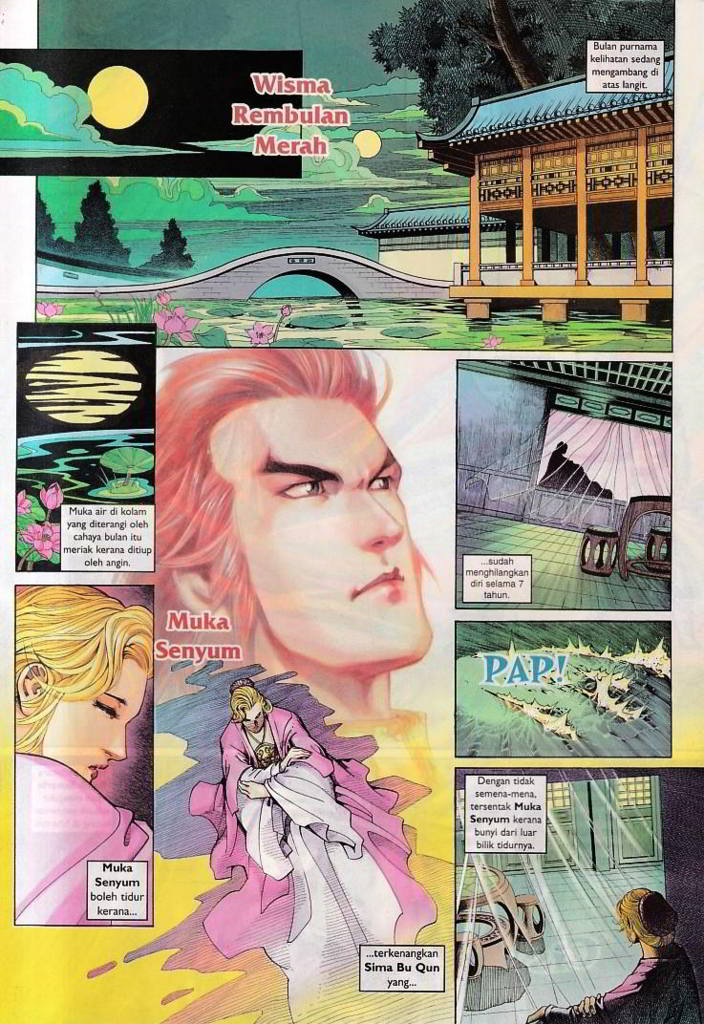 Wisma
Rembulan
Merah
Bulan purnama
kelihatan sedang
mengambang di
atas langit.
Muka air di kolam
yang diterangi oleh
cahaya bulan itu
meriak kerana ditiup
oleh angin.
Muka
Senyum
Muka
Senyum
boleh tidur
kerana...
...terkenangkan
Sima Bu Qun
yang...
...sudah
menghilangkan
diri selama 7
tahun.
PAP!
Dengan tidak
semena-mena,
tersentak Muka
Senyum kerana
bunyi dari luar
bilik tidurnya.